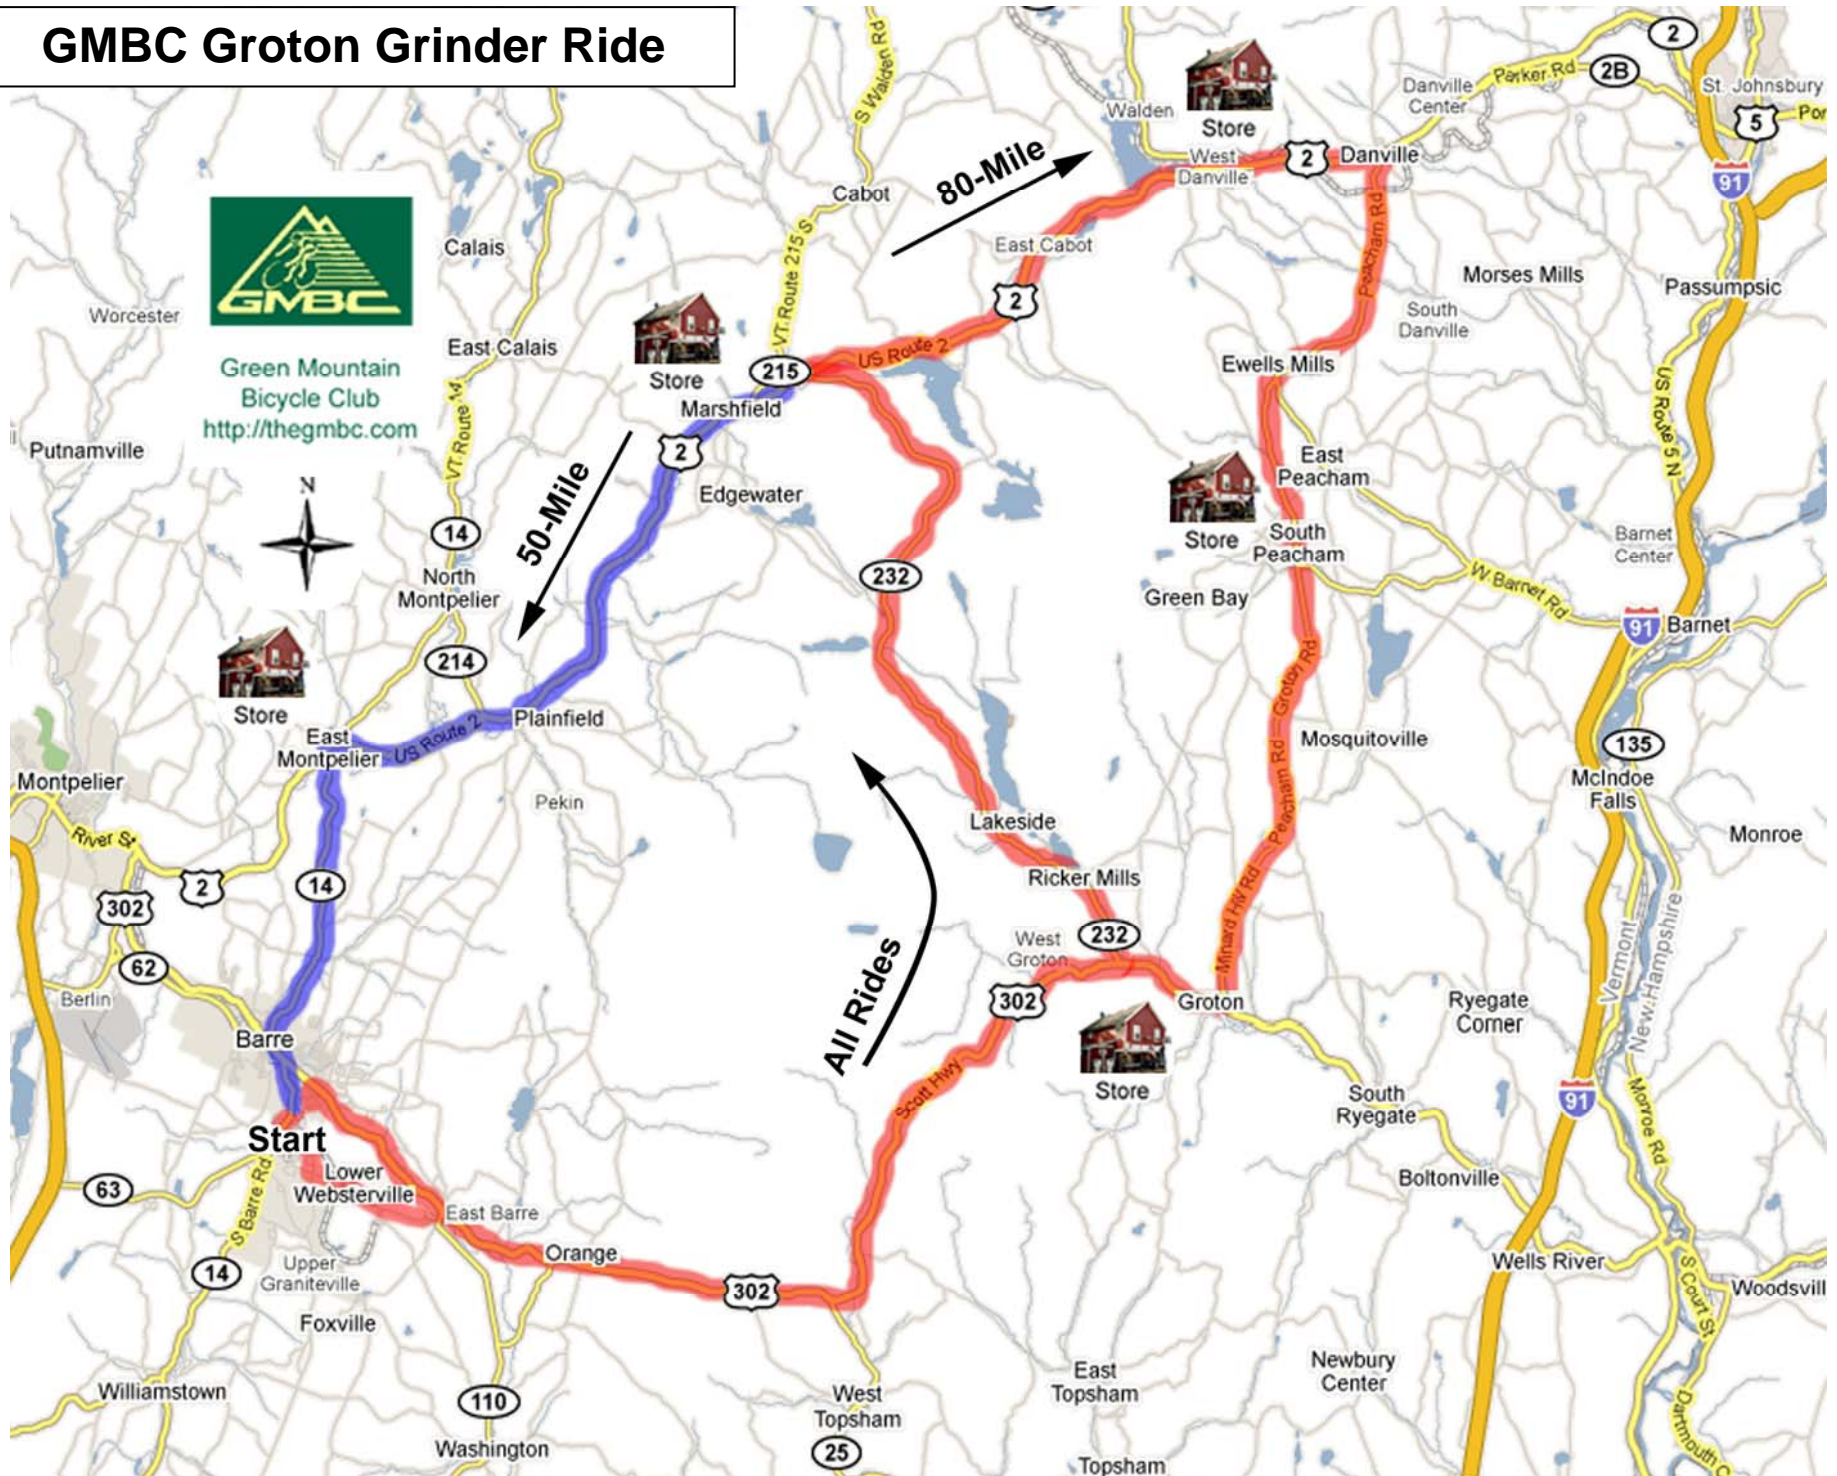 GMBC Groton Grinder Ride
GMBC
Green Mountain
Bicycle Club
http://thegmbc.com
N
S Walden Rd
Walden
Store
2
Parker Rd
2B
St. Johnsbury
5
Danville
Center
West
Danville
2
Danville
91
80-Mile
Cabot
Calais
East Cabot
VT Route 215 S
Peacham Rd
Morses Mills
Passumpsic
Worcester
2
South
Danville
East Calais
Store
215
US Route 2
Ewells Mills
Marshfield
VT Route 14
US Route 5 N
Putnamville
2
Edgewater
50-Mile
East
Peacham
Store
South
Peacham
Barnet
Center
14
North
Montpelier
232
Green Bay
W Barnet Rd
91
Barnet
214
Store
Groton Rd
East
Montpelier
US Route 2
Plainfield
Mosquitoville
135
McIndoe
Falls
Montpelier
Pekin
Peacham Rd
Lakeside
Monroe
River St
2
302
14
Ricker Mills
Minard Hw Rd
232
West
Groton
62
Berlin
302
Groton
Ryegate
Corner
Vermont
New Hampshire
All Rides
Barre
Store
Scott Hwy
South
Ryegate
91
Monroe Rd
Start
Lower
Websterville
Boltonville
63
S Barre Rd
East Barre
Orange
14
Upper
Graniteville
302
Wells River
Woodsvill
S Court St
Foxville
Williamstown
110
West
Topsham
East
Topsham
Newbury
Center
Washington
25
Topsham